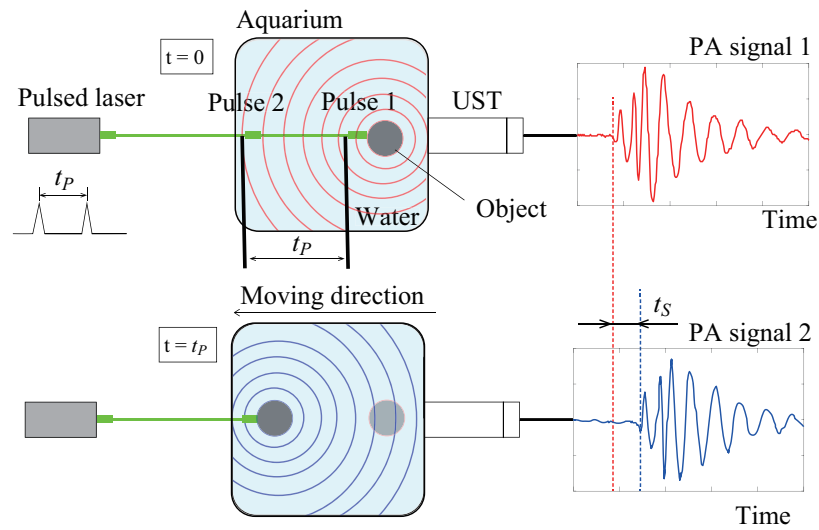 Aquarium
t = 0
PA signal 1
Pulsed laser
Pulse 2
Pulse 1
UST
t_P
Object
Water
Time
t_P
Moving direction
t_S
t = t_P
PA signal 2
Time